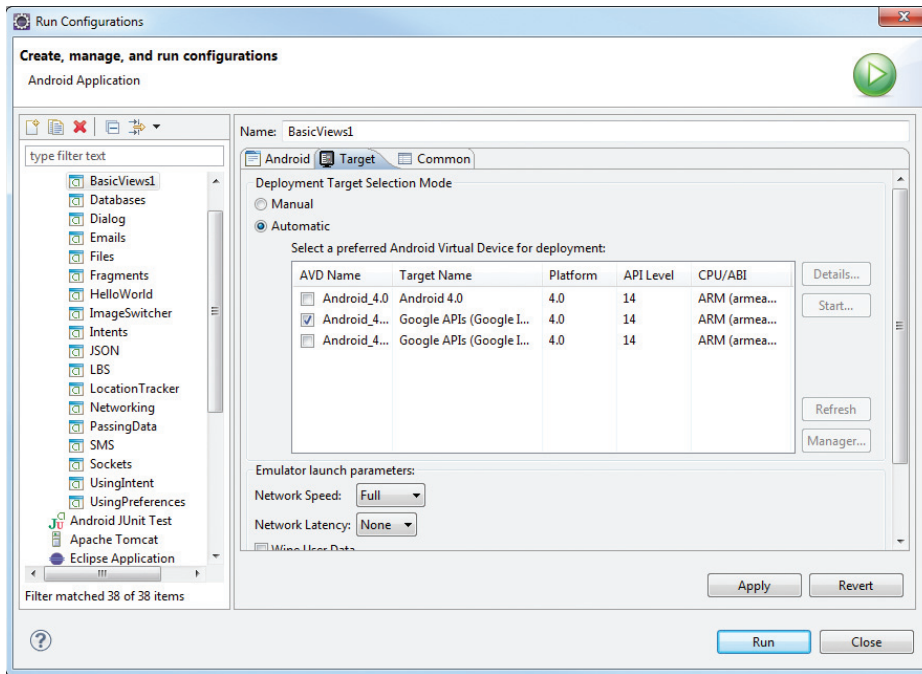 Run Configurations
Create, manage, and run configurations
Android Application
type filter text
BasicViews1
Databases
Dialog
Emails
Files
Fragments
HelloWorld
ImageSwitcher
Intents
JSON
LBS
LocationTracker
Networking
PassingData
SMS
Sockets
UsingIntent
UsingPreferences
Android JUnit Test
Apache Tomcat
Eclipse Application
Filter matched 38 of 38 items
Name: BasicViews1
Android Target Common
Deployment Target Selection Mode
Manual
Automatic
Select a preferred Android Virtual Device for deployment:
AVD Name Target Name Platform API Level CPU/ABI
Android_4.0 Android 4.0 4.0 14 ARM (armea...
Android_4... Google APIs (Google I... 4.0 14 ARM (armea...
Android_4... Google APIs (Google I... 4.0 14 ARM (armea...
Details...
Start...
Refresh
Manager...
Emulator launch parameters:
Network Speed: Full
Network Latency: None
Wipe User Data
Apply Revert
Run Close